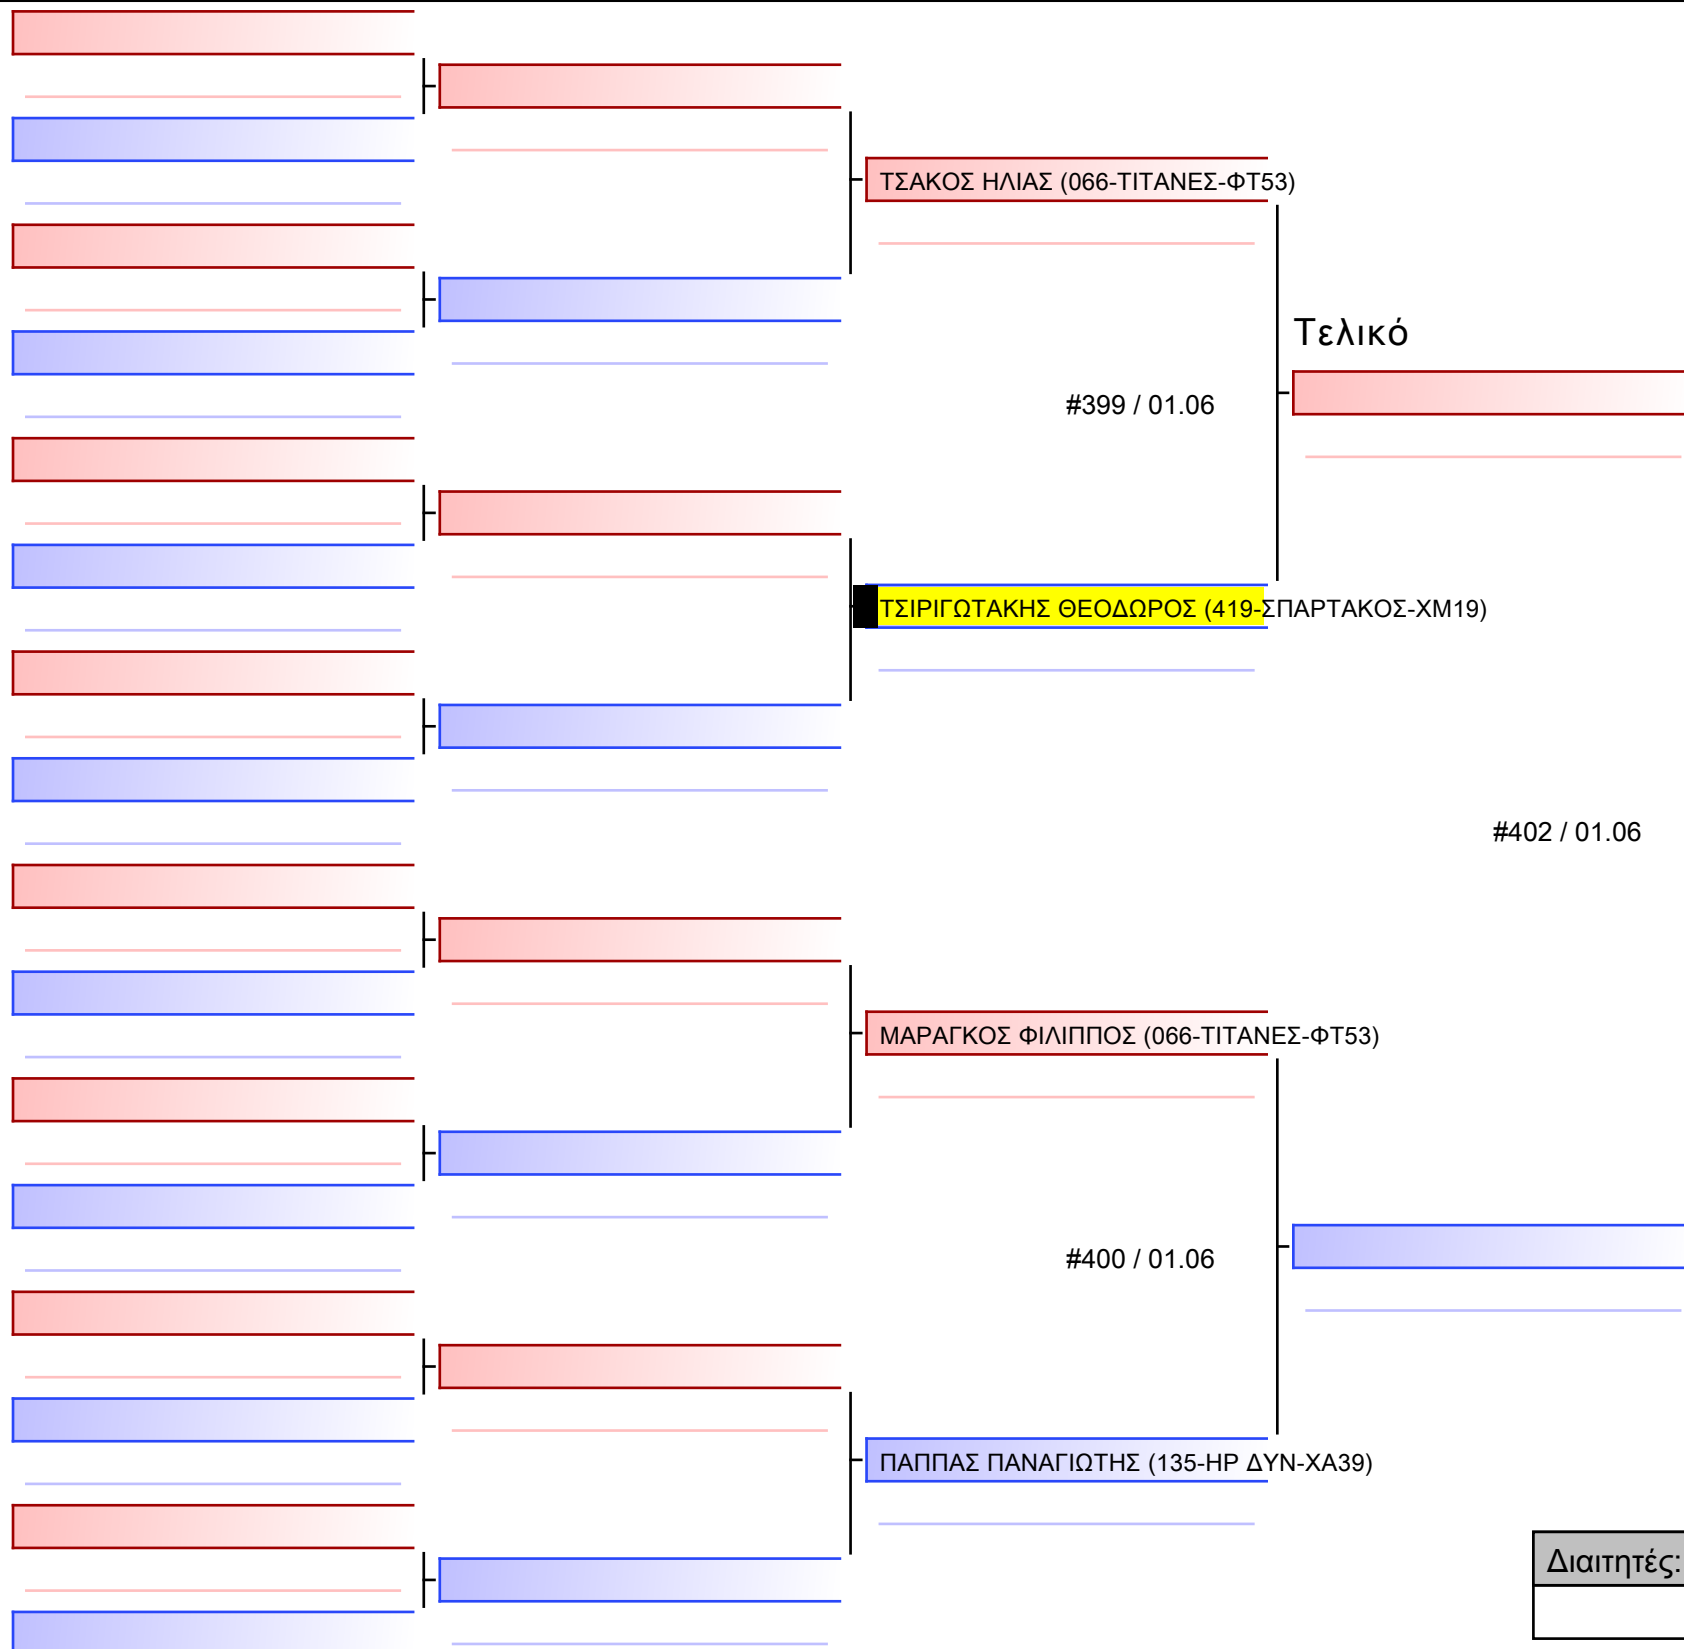 ΤΣΑΚΟΣ ΗΛΙΑΣ (066-ΤΙΤΑΝΕΣ-ΦΤ53)
Τελικό
#399 / 01.06
ΤΣΙΡΙΓΩΤΑΚΗΣ ΘΕΟΔΩΡΟΣ (419-ΣΠΑΡΤΑΚΟΣ-ΧΜ19)
#402 / 01.06
ΜΑΡΑΓΚΟΣ ΦΙΛΙΠΠΟΣ (066-ΤΙΤΑΝΕΣ-ΦΤ53)
#400 / 01.06
ΠΑΠΠΑΣ ΠΑΝΑΓΙΩΤΗΣ (135-ΗΡ ΔΥΝ-ΧΑ39)
Διαιτητές: